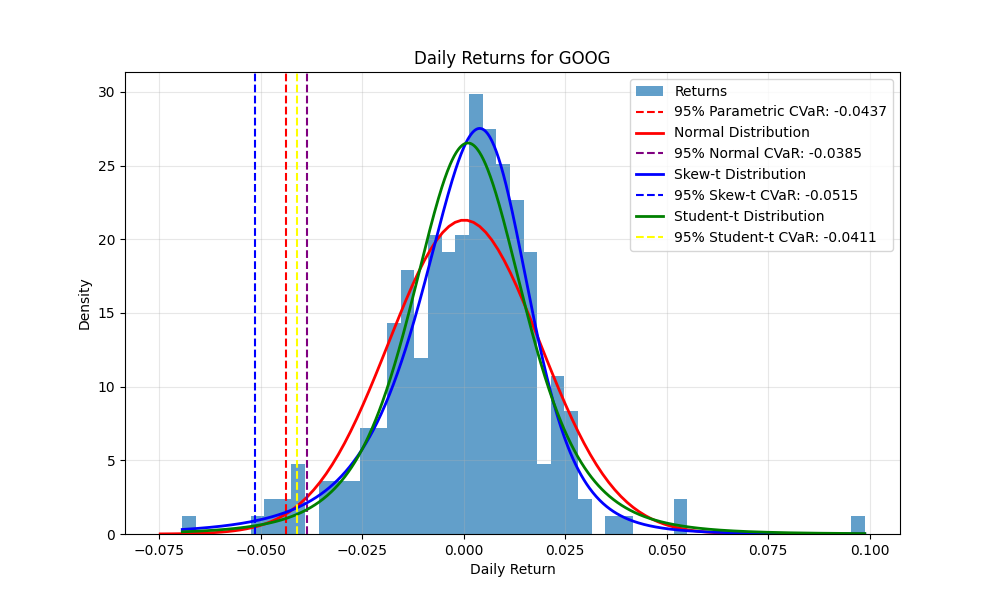 Daily Returns for GOOG
Returns
95% Parametric CVaR: -0.0437
Normal Distribution
95% Normal CVaR: -0.0385
Skew-t Distribution
95% Skew-t CVaR: -0.0515
Student-t Distribution
95% Student-t CVaR: -0.0411
30
25
20
15
10
5
0
Density
−0.075 −0.050 −0.025 0.000 0.025 0.050 0.075 0.100
Daily Return